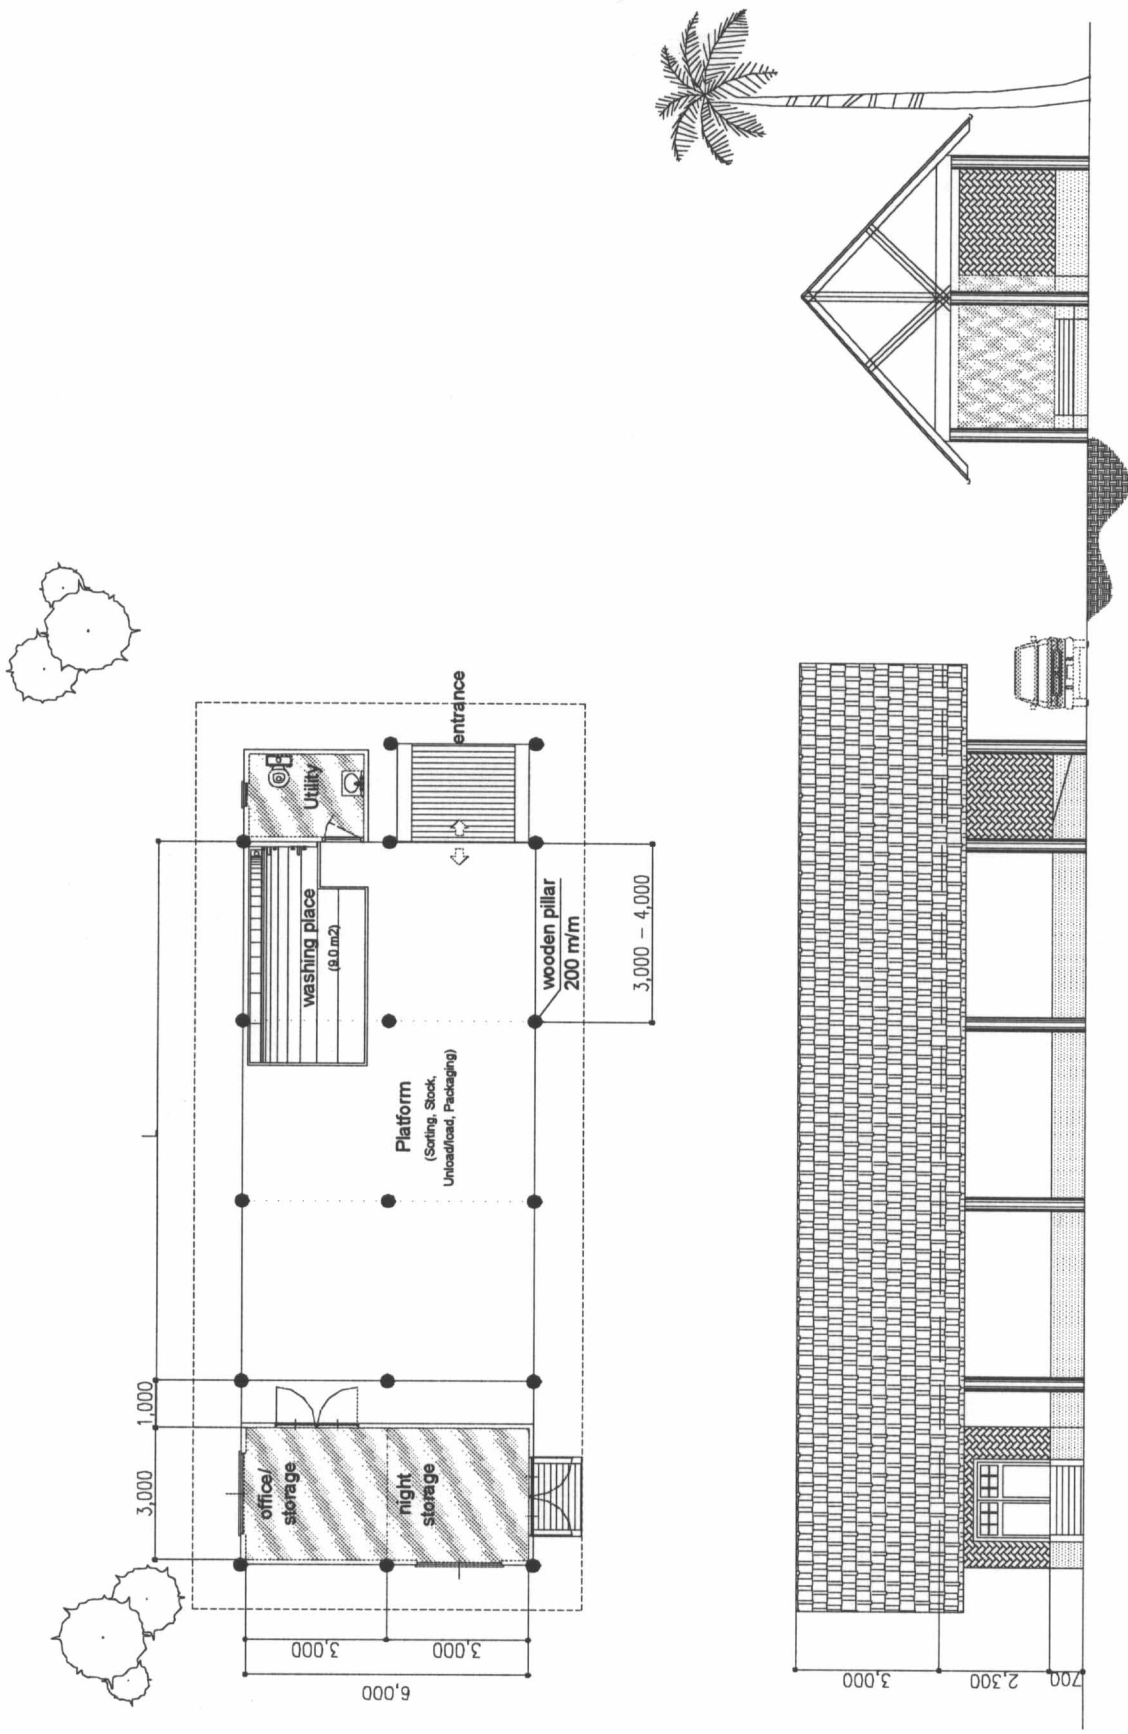 L
3,000
1,000
office/
storage
night
storage
washing place
(9.0 m2)
Utility
entrance
Platform
(Sorting, Stock,
Unload/load, Packaging)
wooden pillar
200 m/m
3,000 – 4,000
3,000
3,000
6,000
3,000
2,300
700